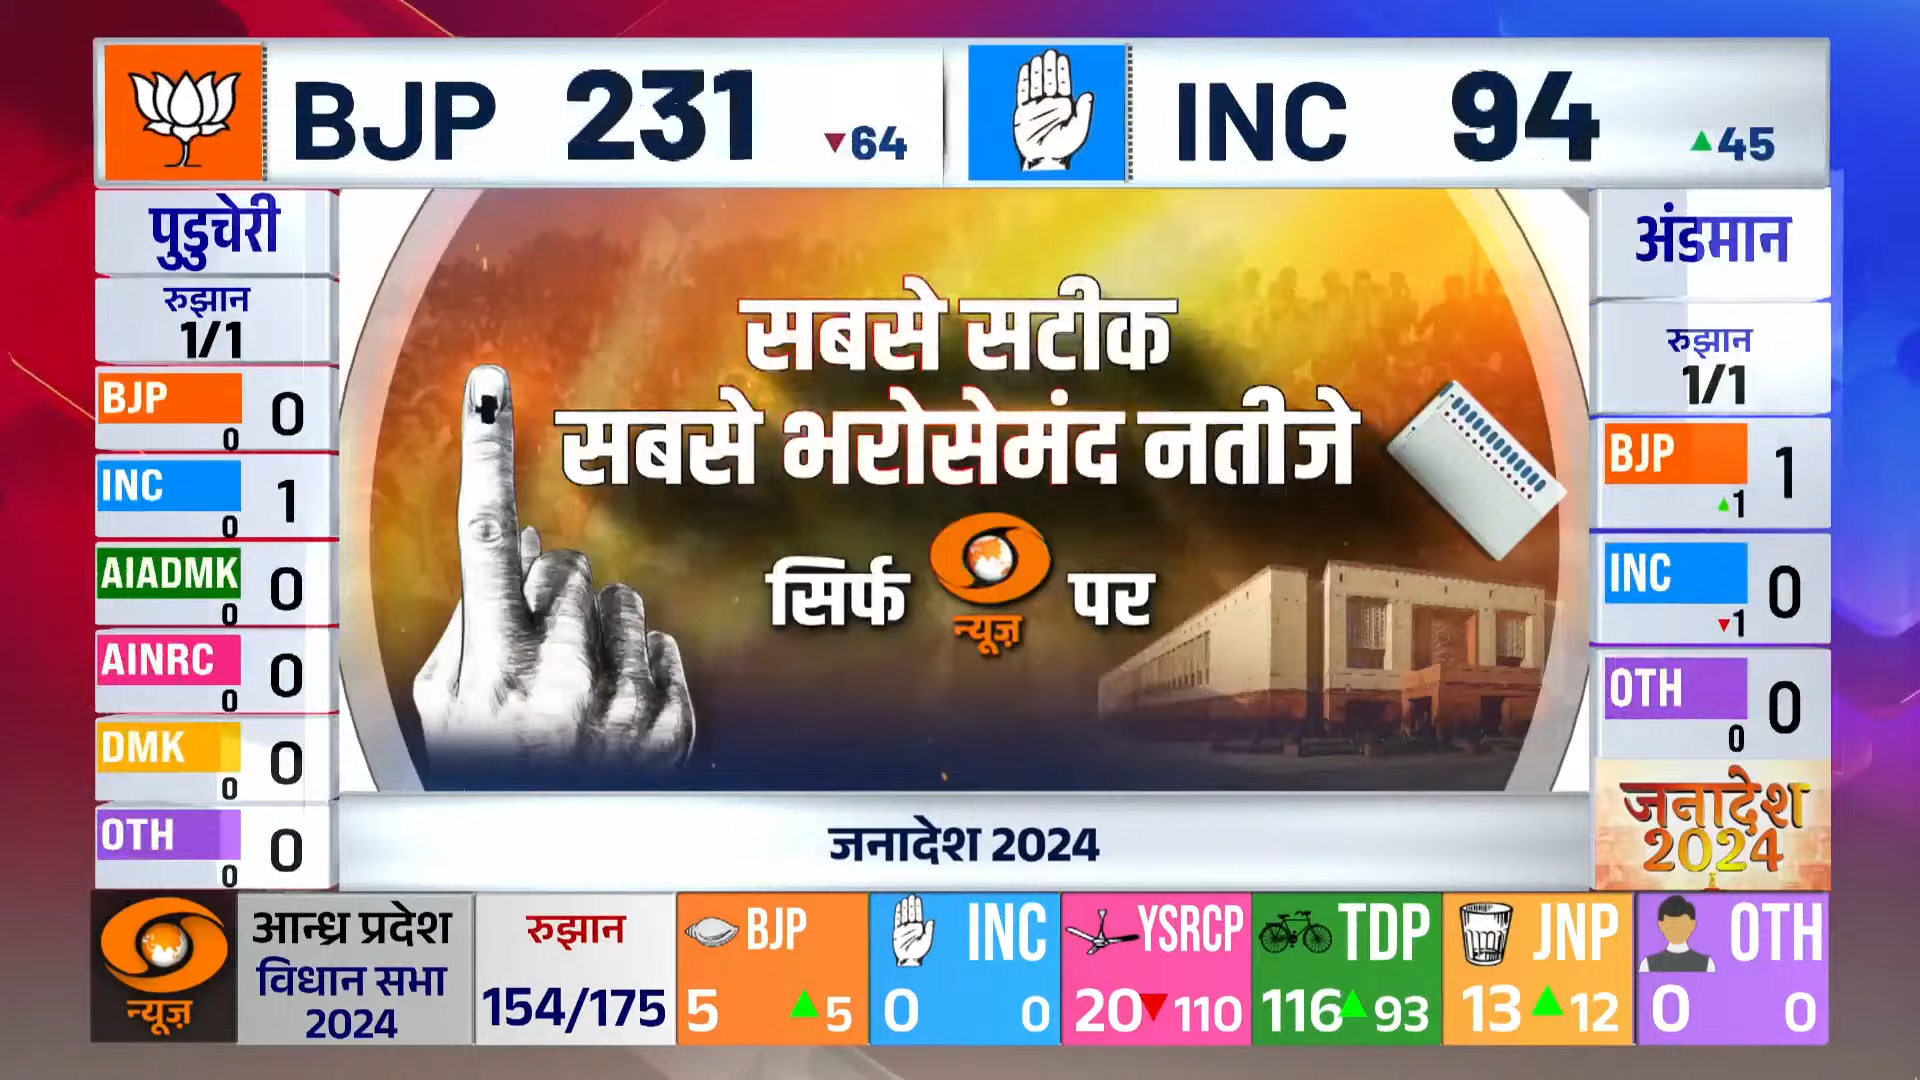 BJP 231 ▼64
INC 94 ▲45
पुडुचेरी
रुझान
1/1
BJP 0
0
INC 1
0
AIADMK 0
0
AINRC 0
0
DMK 0
0
OTH 0
0
सबसे सटीक
सबसे भरोसेमंद नतीजे
सिर्फ न्यूज़ पर
जनादेश 2024
अंडमान
रुझान
1/1
BJP 1
▲1
INC 0
▼1
OTH 0
0
जनादेश
2024
न्यूज़
आन्ध्र प्रदेश
विधान सभा
2024
रुझान
154/175
BJP
5 ▲5
INC
0 0
YSRCP
20 ▼110
TDP
116 ▲93
JNP
13 ▲12
OTH
0 0